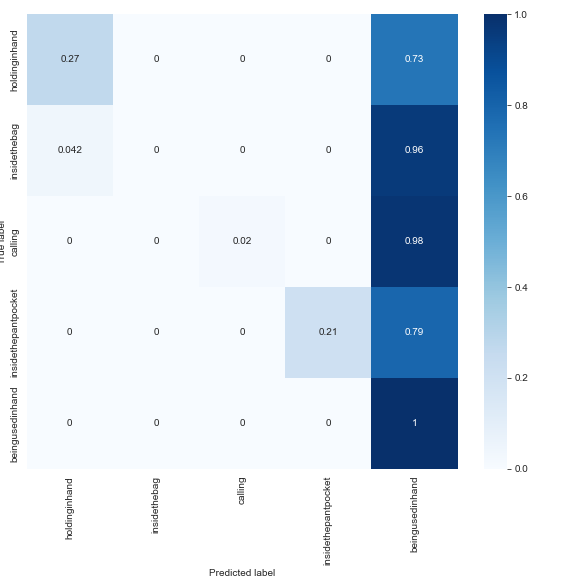 holdinginhand 0.27 0 0 0 0.73
insidethebag 0.042 0 0 0 0.96
calling 0 0 0.02 0 0.98
insidethepantpocket 0 0 0 0.21 0.79
beingusedinhand 0 0 0 0 1
True label
holdinginhand insidethebag calling insidethepantpocket beingusedinhand
Predicted label
1.0
0.8
0.6
0.4
0.2
0.0